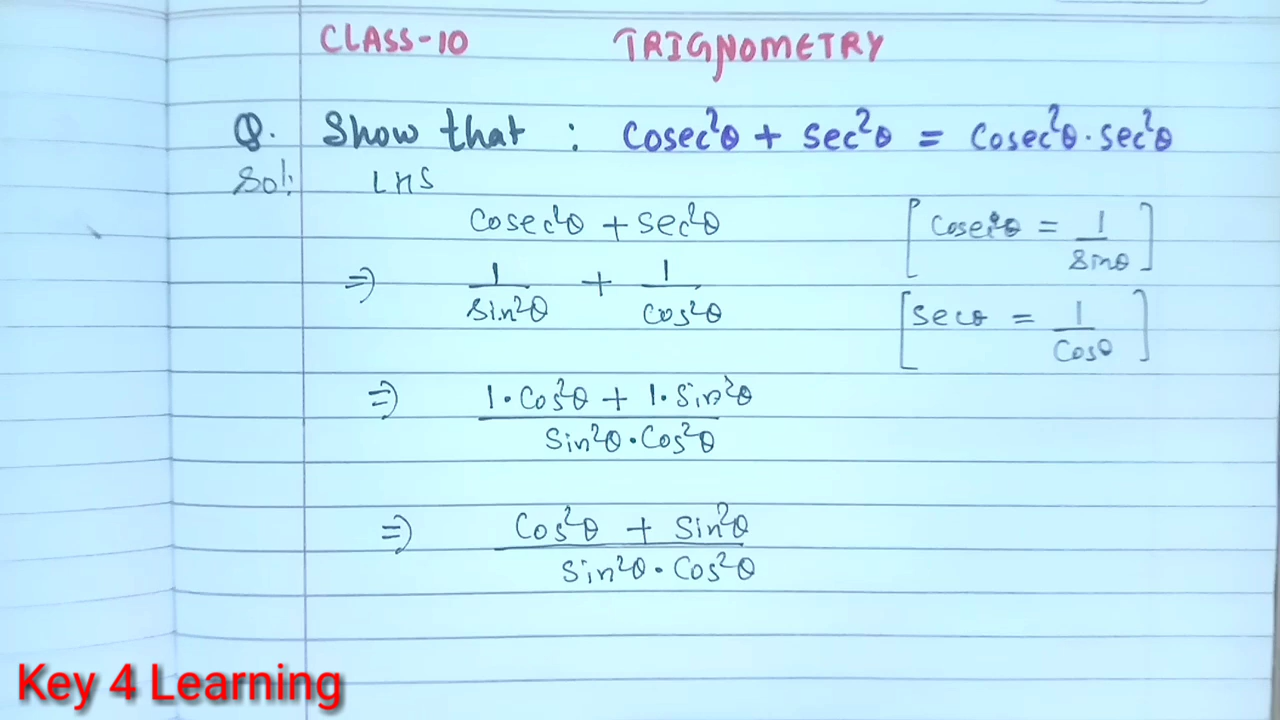 CLASS-10 TRIGNOMETRY
Q. Show that : Cosec²θ + sec²θ = Cosec²θ · sec²θ
Sol: LHS
Cosec²θ + sec²θ [Cosec²θ = 1/sinθ]
⇒ 1/sin²θ + 1/cos²θ [secθ = 1/Cosθ]
⇒ 1·Cos²θ + 1·Sin²θ
Sin²θ · Cos²θ
⇒ Cos²θ + Sin²θ
Sin²θ · Cos²θ
Key 4 Learning